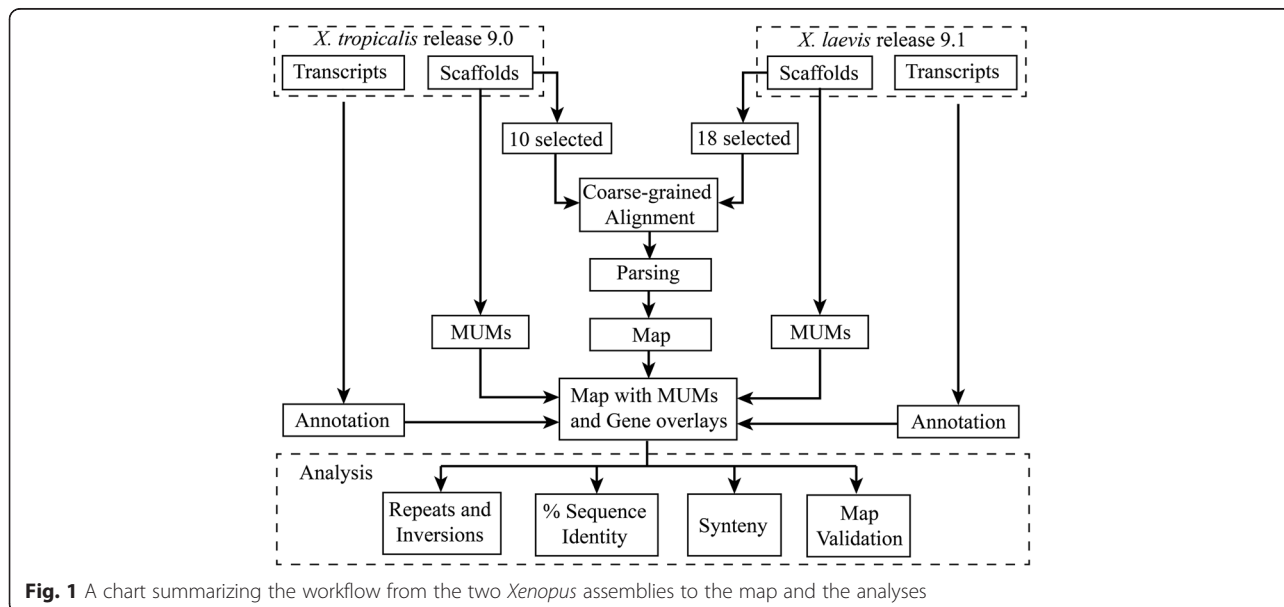 X. tropicalis release 9.0
X. laevis release 9.1
Transcripts
Scaffolds
Scaffolds
Transcripts
10 selected
18 selected
Coarse-grained
Alignment
Parsing
MUMs
Map
MUMs
Annotation
Map with MUMs
and Gene overlays
Annotation
Analysis
Repeats and
Inversions
% Sequence
Identity
Synteny
Map
Validation
Fig. 1 A chart summarizing the workflow from the two Xenopus assemblies to the map and the analyses